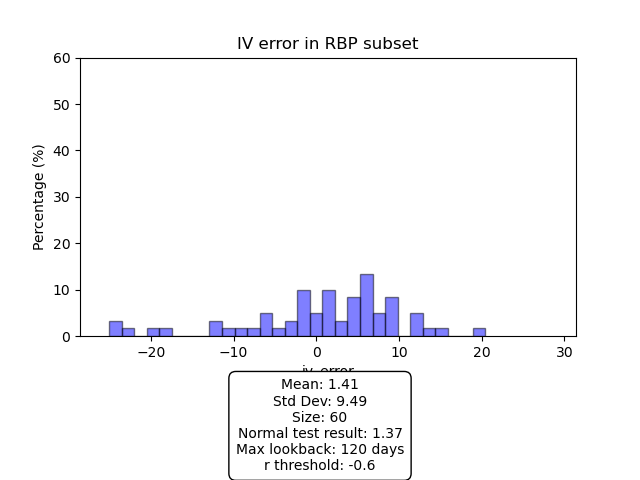 IV error in RBP subset
60
50
40
30
20
10
0
Percentage (%)
−20 −10 0 10 20 30
iv_error
Mean: 1.41
Std Dev: 9.49
Size: 60
Normal test result: 1.37
Max lookback: 120 days
r threshold: -0.6